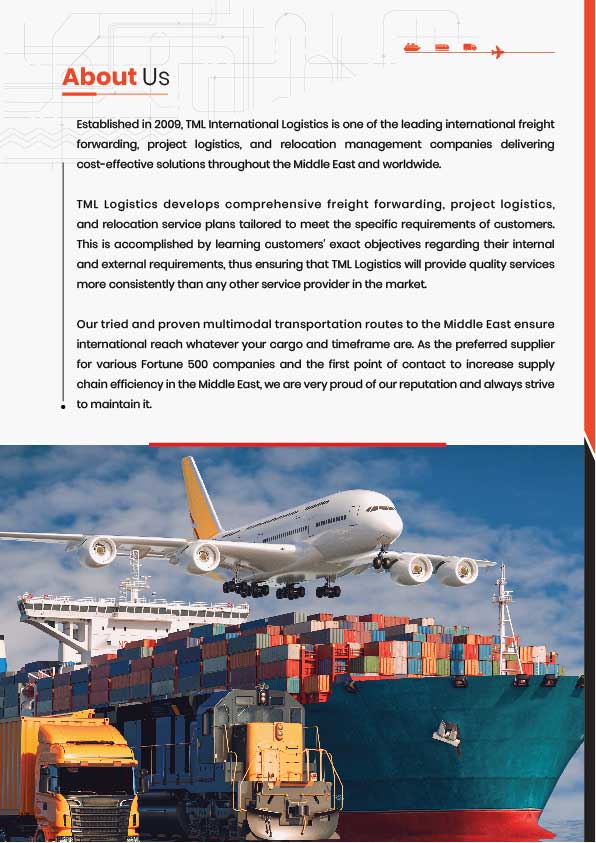 About Us
Established in 2009, TML International Logistics is one of the leading international freight
forwarding, project logistics, and relocation management companies delivering
cost-effective solutions throughout the Middle East and worldwide.
TML Logistics develops comprehensive freight forwarding, project logistics,
and relocation service plans tailored to meet the specific requirements of customers.
This is accomplished by learning customers' exact objectives regarding their internal
and external requirements, thus ensuring that TML Logistics will provide quality services
more consistently than any other service provider in the market.
Our tried and proven multimodal transportation routes to the Middle East ensure
international reach whatever your cargo and timeframe are. As the preferred supplier
for various Fortune 500 companies and the first point of contact to increase supply
chain efficiency in the Middle East, we are very proud of our reputation and always strive
to maintain it.